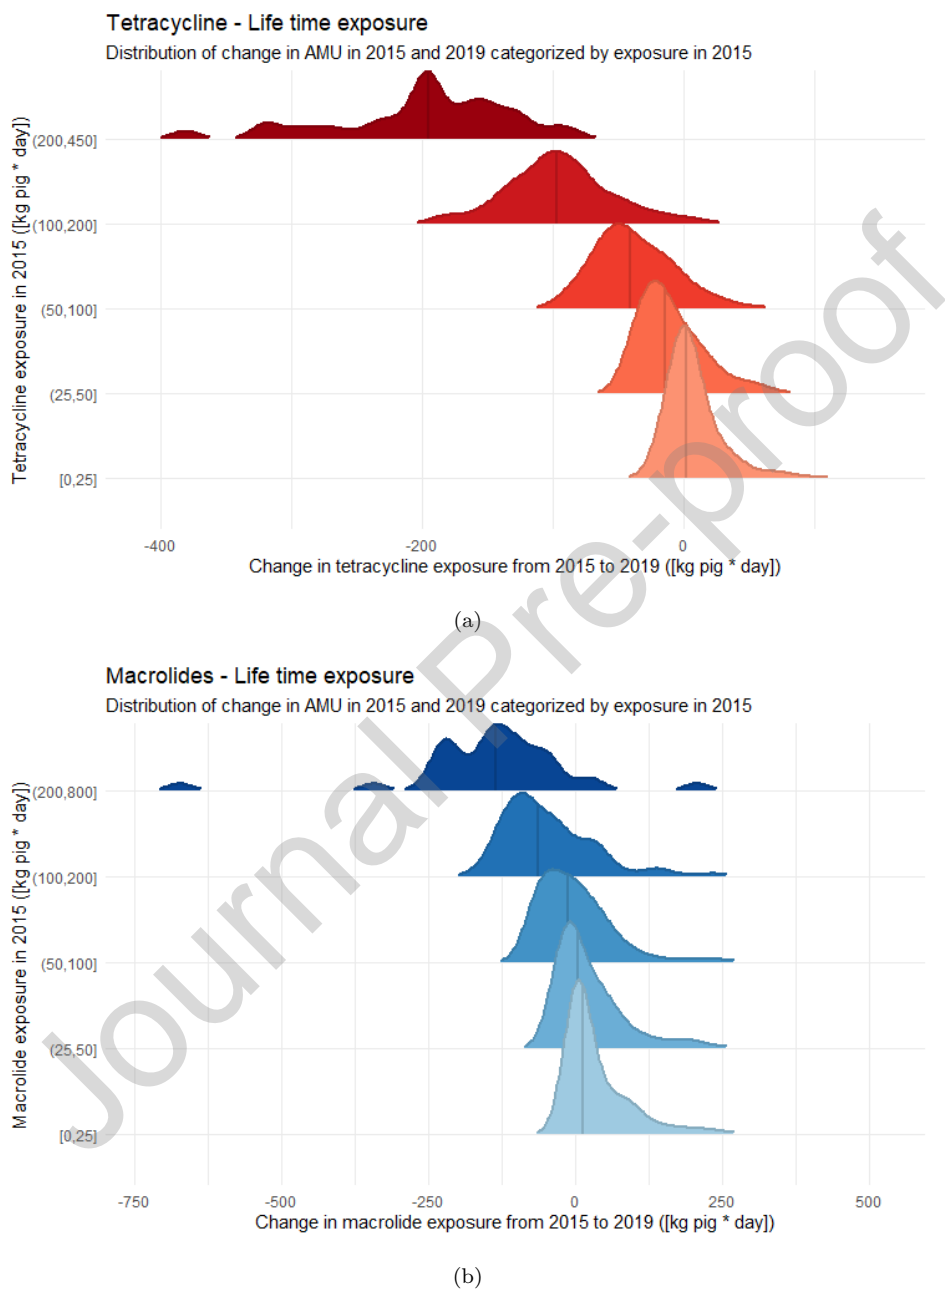 Tetracycline - Life time exposure
Distribution of change in AMU in 2015 and 2019 categorized by exposure in 2015
Tetracycline exposure in 2015 ([kg pig * day])
(200,450]
(100,200]
(50,100]
(25,50]
[0,25]
-400
-200
0
Change in tetracycline exposure from 2015 to 2019 ([kg pig * day])
(a)
Macrolides - Life time exposure
Distribution of change in AMU in 2015 and 2019 categorized by exposure in 2015
Macrolide exposure in 2015 ([kg pig * day])
(200,800]
(100,200]
(50,100]
(25,50]
[0,25]
-750
-500
-250
0
250
500
Change in macrolide exposure from 2015 to 2019 ([kg pig * day])
(b)
Journal Pre-proof